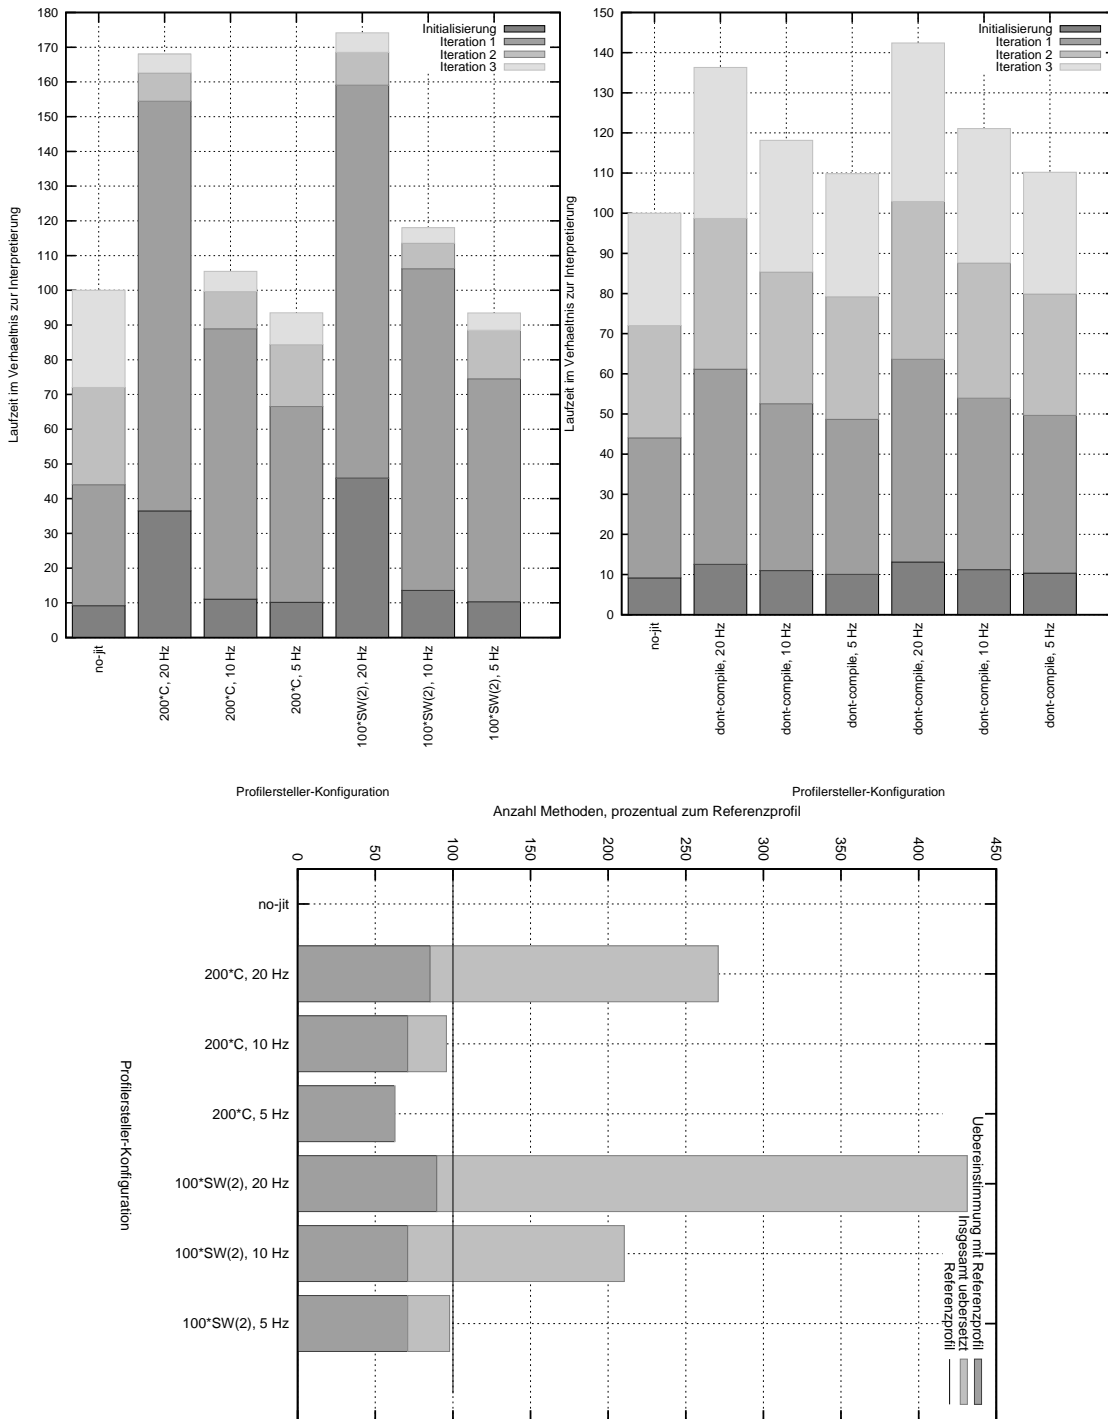 180
170
160
150
140
130
120
110
100
90
80
70
60
50
40
30
20
10
0
Laufzeit im Verhaeltnis zur Interpretierung
Initialisierung
Iteration 1
Iteration 2
Iteration 3
no-jit
200*C, 20 Hz
200*C, 10 Hz
200*C, 5 Hz
100*SW(2), 20 Hz
100*SW(2), 10 Hz
100*SW(2), 5 Hz
Profilersteller-Konfiguration
150
140
130
120
110
100
90
80
70
60
50
40
30
20
10
0
Laufzeit im Verhaeltnis zur Interpretierung
Initialisierung
Iteration 1
Iteration 2
Iteration 3
no-jit
dont-compile, 20 Hz
dont-compile, 10 Hz
dont-compile, 5 Hz
dont-compile, 20 Hz
dont-compile, 10 Hz
dont-compile, 5 Hz
Profilersteller-Konfiguration
Anzahl Methoden, prozentual zum Referenzprofil
0
50
100
150
200
250
300
350
400
450
no-jit
200*C, 20 Hz
200*C, 10 Hz
200*C, 5 Hz
100*SW(2), 20 Hz
100*SW(2), 10 Hz
100*SW(2), 5 Hz
Profilersteller-Konfiguration
Uebereinstimmung mit Referenzprofil
Insgesamt uebersetzt
Referenzprofil